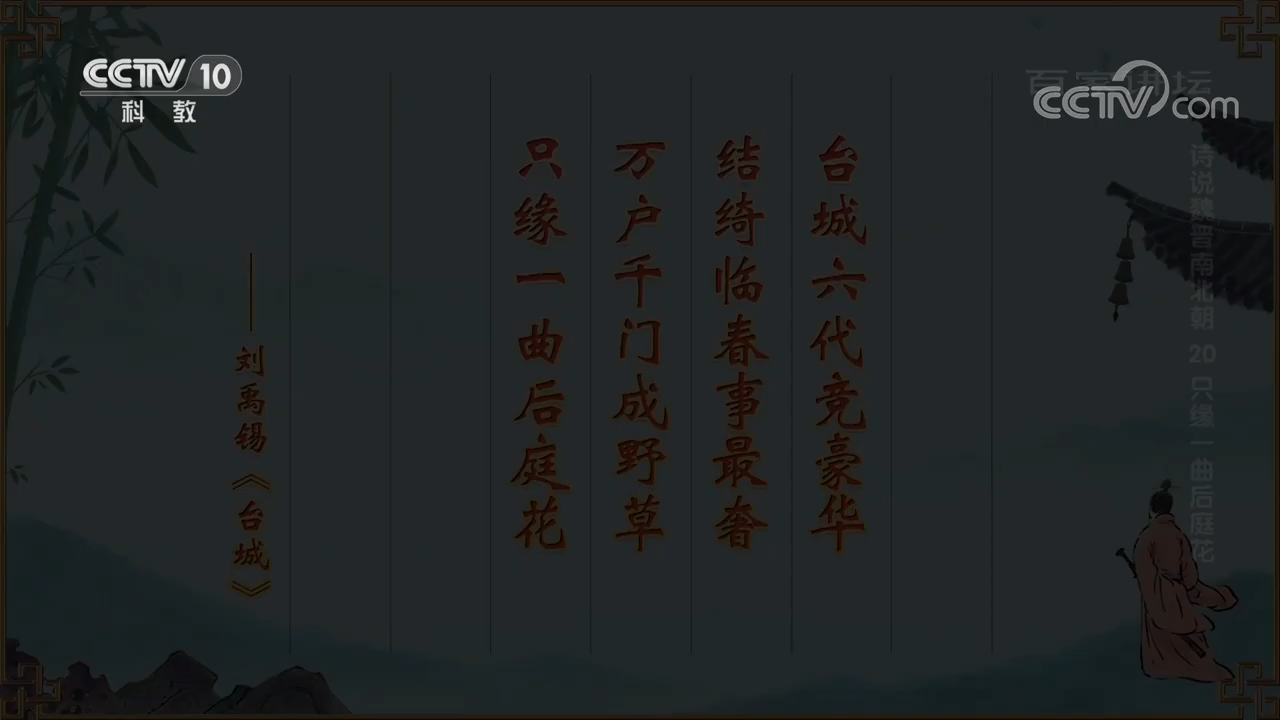 CCTV 10
科教
百家讲坛
CCTV.com
诗说魏晋南北朝 20 只缘一曲后庭花
台城六代竞豪华
结绮临春事最奢
万户千门成野草
只缘一曲后庭花
——刘禹锡《台城》